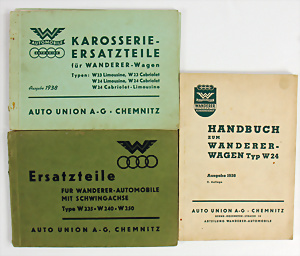 W
AUTOMOBILE
KAROSSERIE-
ERSATZTEILE
für WANDERER-Wagen
Typen: W 23 Limousine, W 23 Cabriolet
W 24 Limousine, W 24 Cabriolet
W 24 Cabriolet-Limousine
Ausgabe 1938
AUTO UNION A-G · CHEMNITZ
W
Ersatzteile
FÜR WANDERER-AUTOMOBILE
MIT SCHWINGACHSE
AUTO UNION A-G. CHEMNITZ
HANDBUCH
ZUM
WANDERER-
WAGEN Typ W 24
Ausgabe 1938
AUTO UNION A-G · CHEMNITZ
ABTEILUNG WANDERER-AUTOMOBILE